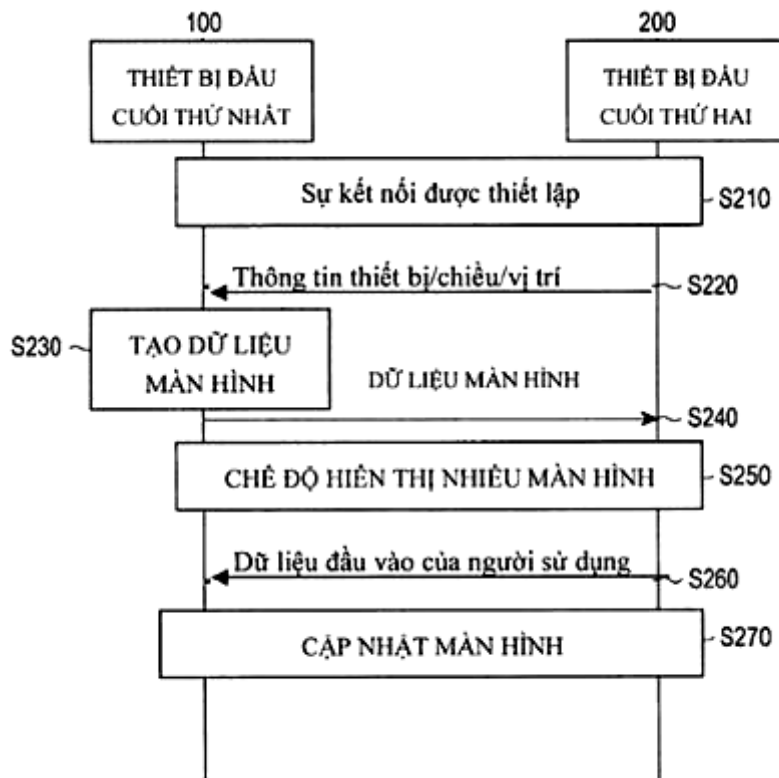 100
200
THIẾT BỊ ĐẦU
CUỐI THỨ NHẤT
THIẾT BỊ ĐẦU
CUỐI THỨ HAI
Sự kết nối được thiết lập
S210
Thông tin thiết bị/chiều/vị trí
S220
S230
TẠO DỮ LIỆU
MÀN HÌNH
DỮ LIỆU MÀN HÌNH
S240
CHẾ ĐỘ HIỂN THỊ NHIỀU MÀN HÌNH
S250
Dữ liệu đầu vào của người sử dụng
S260
CẬP NHẬT MÀN HÌNH
S270